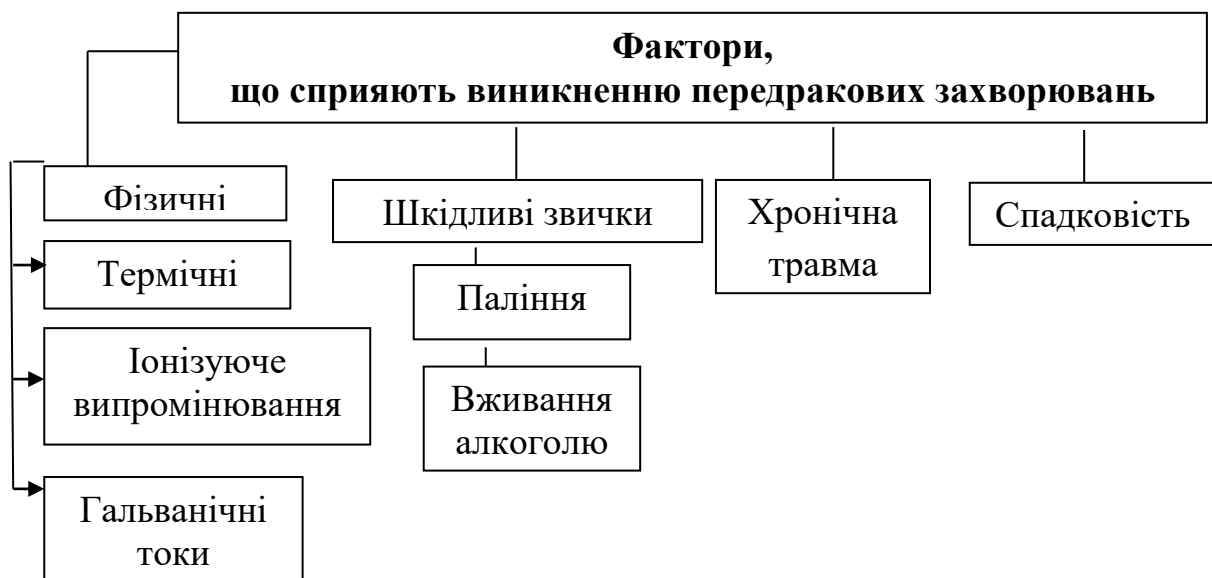 Фактори,
що сприяють виникненню передракових захворювань
Фізичні
Термічні
Іонізуюче
випромінювання
Гальванічні
токи
Шкідливі звички
Паління
Вживання
алкоголю
Хронічна
травма
Спадковість